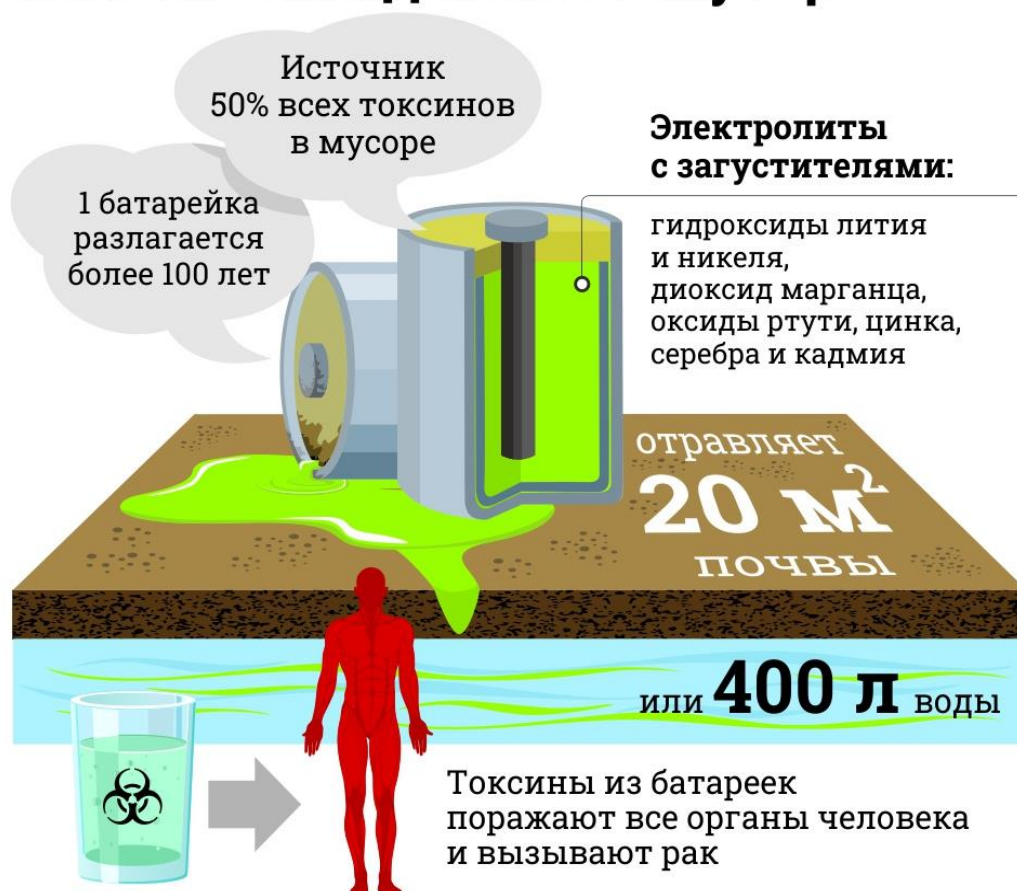 Источник
50% всех токсинов
в мусоре
1 батарейка
разлагается
более 100 лет
Электролиты
с загустителями:
гидроксиды лития
и никеля,
диоксид марганца,
оксиды ртути, цинка,
серебра и кадмия
отравляет
20 м²
почвы
или 400 л воды
Токсины из батареек
поражают все органы человека
и вызывают рак